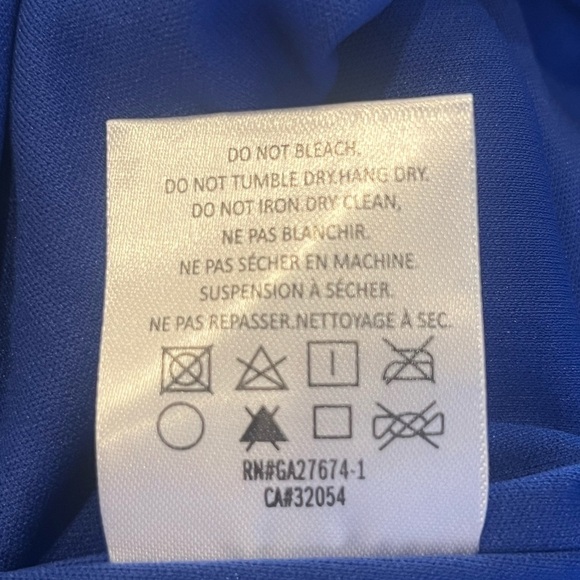 DO NOT BLEACH.
DO NOT TUMBLE DRY.HANG DRY.
DO NOT IRON.DRY CLEAN,
NE PAS BLANCHIR.
NE PAS SÉCHER EN MACHINE.
SUSPENSION À SÉCHER.
NE PAS REPASSER.NETTOYAGE À SEC.
RN#GA27674-1
CA#32054